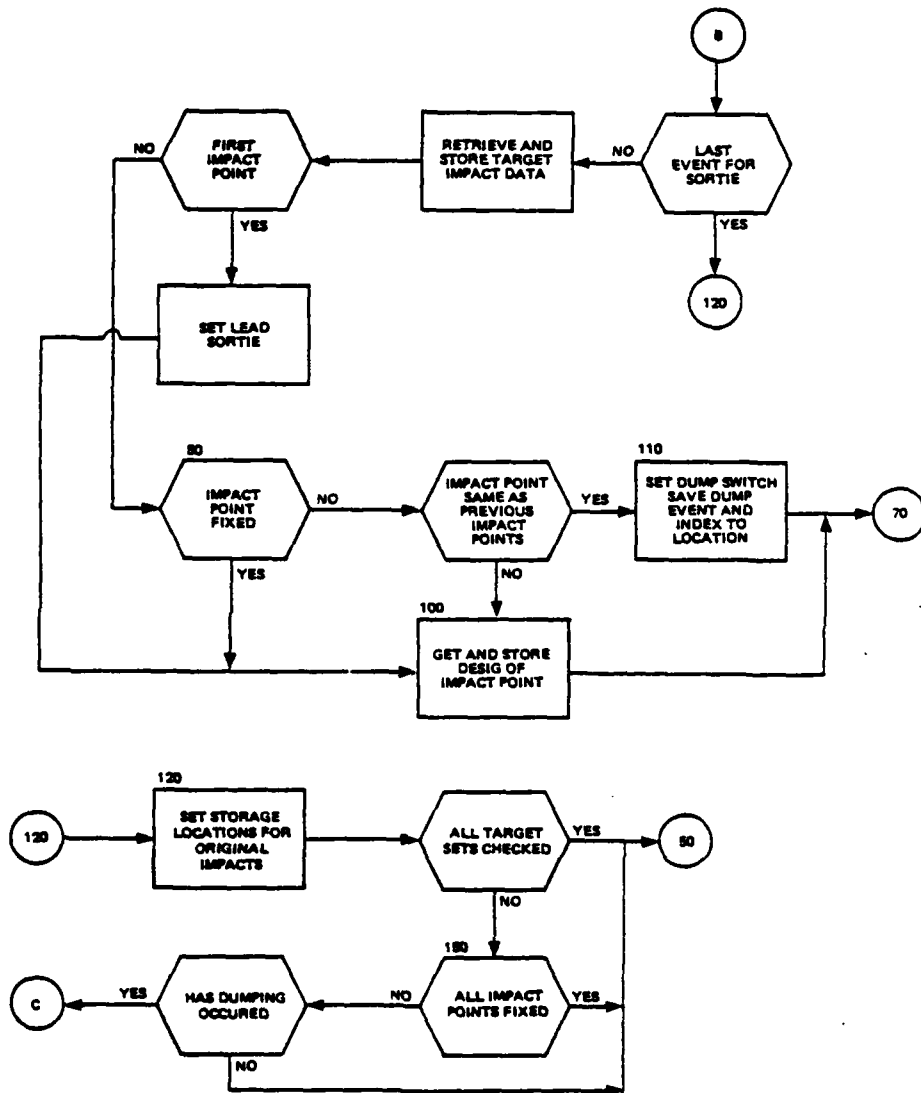 B
FIRST
IMPACT
POINT
NO
YES
RETRIEVE AND
STORE TARGET
IMPACT DATA
NO
LAST
EVENT FOR
SORTIE
YES
120
SET LEAD
SORTIE
IMPACT
POINT
FIXED
NO
YES
IMPACT POINT
SAME AS
PREVIOUS
IMPACT
POINTS
YES
NO
110
SET DUMP SWITCH
SAVE DUMP
EVENT AND
INDEX TO
LOCATION
70
100
GET AND STORE
DESIG OF
IMPACT POINT
120
120
SET STORAGE
LOCATIONS FOR
ORIGINAL
IMPACTS
ALL TARGET
SETS CHECKED
YES
NO
C
YES
HAS DUMPING
OCCURED
NO
NO
ALL IMPACT
POINTS FIXED
YES